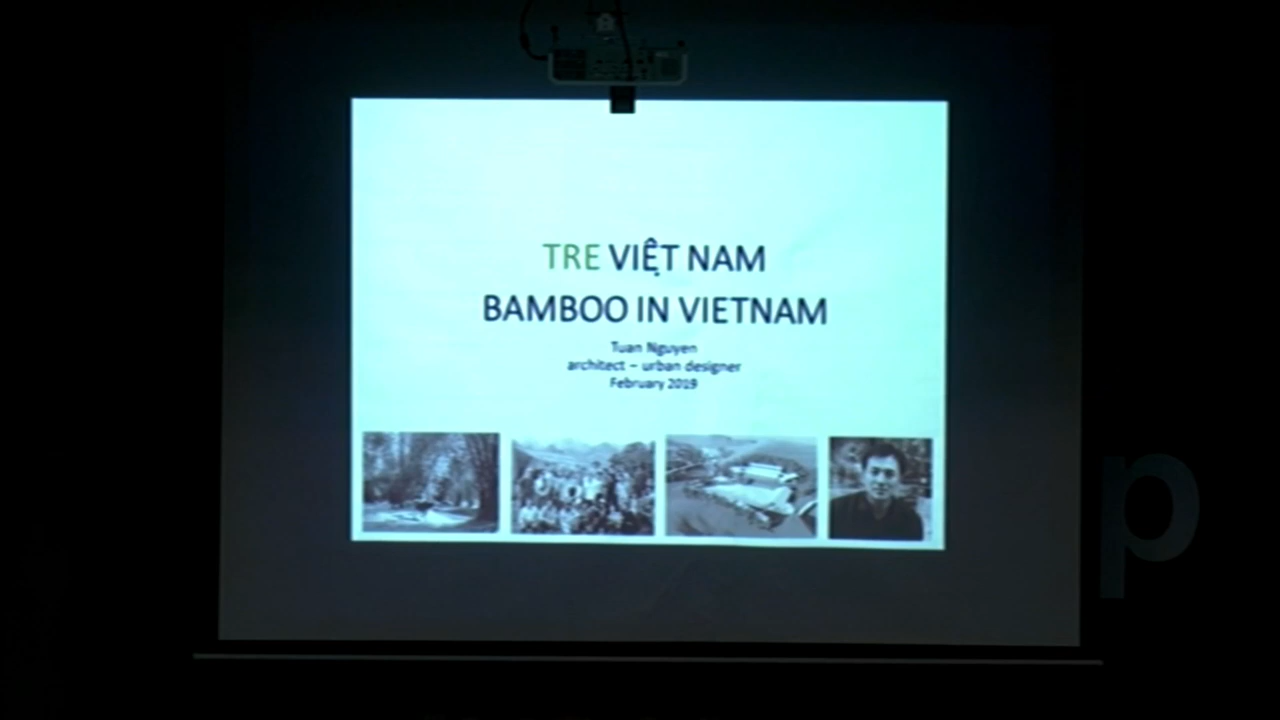 TRE VIỆT NAM
BAMBOO IN VIETNAM
Tuan Nguyen
architect – urban designer
February 2019
p